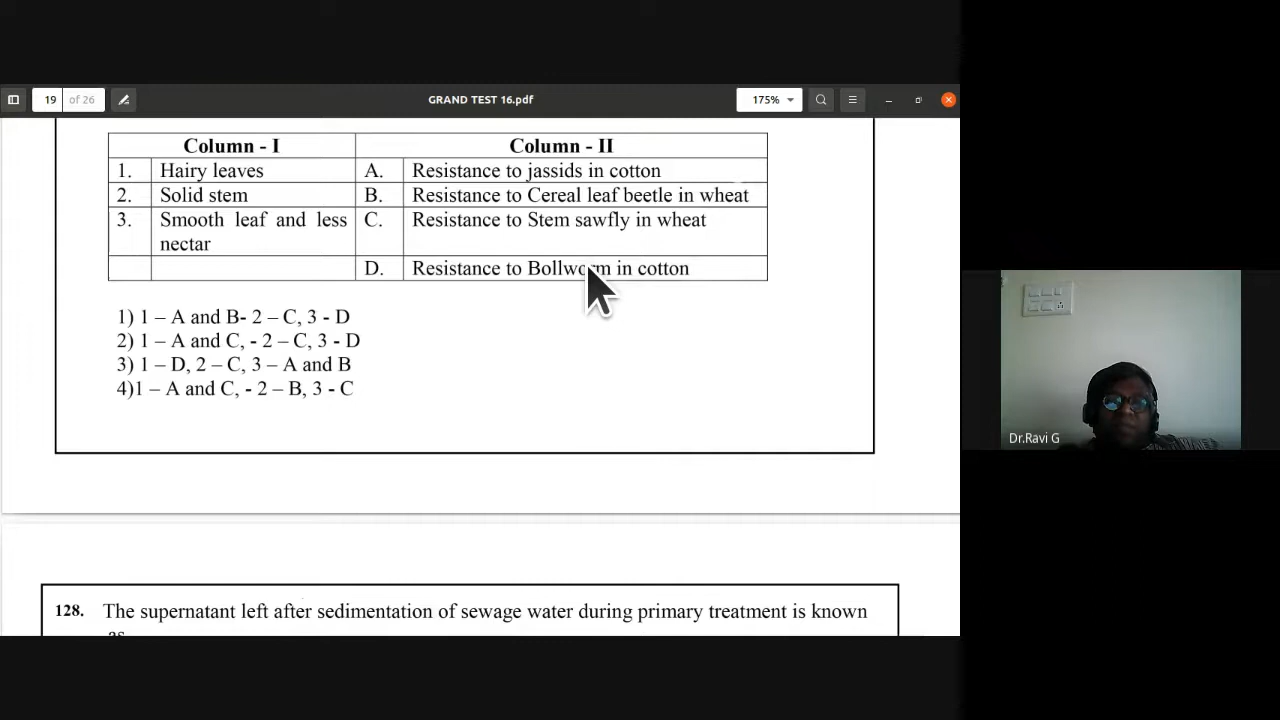 19 of 26
GRAND TEST 16.pdf
175%
Column - I Column - II
1. Hairy leaves A. Resistance to jassids in cotton
2. Solid stem B. Resistance to Cereal leaf beetle in wheat
3. Smooth leaf and less C. Resistance to Stem sawfly in wheat
nectar
D. Resistance to Bollworm in cotton
1) 1 – A and B- 2 – C, 3 - D
2) 1 – A and C, - 2 – C, 3 - D
3) 1 – D, 2 – C, 3 – A and B
4)1 – A and C, - 2 – B, 3 - C
Dr.Ravi G
128. The supernatant left after sedimentation of sewage water during primary treatment is known
as